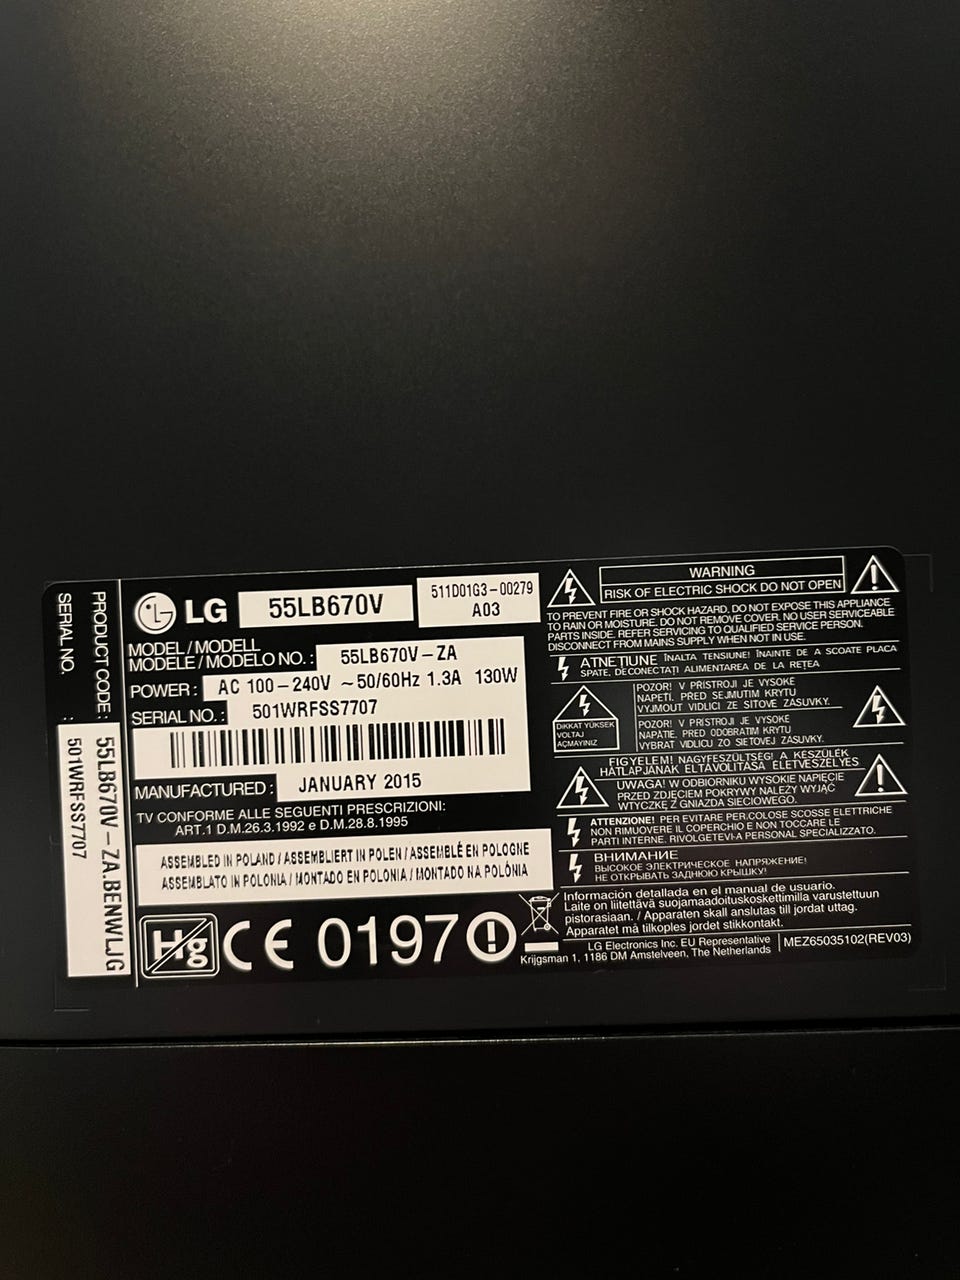 SERIAL NO. :
501WRFSS7707
PRODUCT CODE:
55LB670V-ZA.BENWLJG
LG
55LB670V
511D01G3-00279
A03
MODEL / MODELL
MODELE / MODELO NO. :
55LB670V-ZA
POWER :
AC 100-240V ~50/60Hz 1.3A 130W
SERIAL NO. :
501WRFSS7707
MANUFACTURED :
JANUARY 2015
TV CONFORME ALLE SEGUENTI PRESCRIZIONI:
ART.1 D.M.26.3.1992 e D.M.28.8.1995
ASSEMBLED IN POLAND / ASSEMBLIERT IN POLEN / ASSEMBLÉ EN POLOGNE
ASSEMBLATO IN POLONIA / MONTADO EN POLONIA / MONTADO NA POLÓNIA
Hg
CE 0197
WARNING
RISK OF ELECTRIC SHOCK DO NOT OPEN
TO PREVENT FIRE OR SHOCK HAZARD, DO NOT EXPOSE THIS APPLIANCE
TO RAIN OR MOISTURE. DO NOT REMOVE COVER. NO USER SERVICEABLE
PARTS INSIDE. REFER SERVICING TO QUALIFIED SERVICE PERSON.
DISCONNECT FROM MAINS SUPPLY WHEN NOT IN USE.
ATNEŢIUNE ÎNALTA TENSIUNE! ÎNAINTE DE A SCOATE PLACA
SPATE, DECONECTAŢI ALIMENTAREA DE LA REŢEA
DIKKAT YUKSEK
VOLTAJ
AÇMAYINIZ
POZOR! V PŘISTROJI JE VYSOKE
NAPETI. PŘED SEJMUTIM KRYTU
VYJMOUT VIDLICI ZE SITOVE ZASUVKY.
POZOR! V PRISTROJI JE VYSOKE
NAPÄTIE. PRED ODOBRATIM KRYTU
VYBRAT VIDLICU ZO SIETOVEJ ZÁSUVKY.
FIGYELEM! NAGYFESZÜLTSÉG! A KÉSZÜLÉK
HÁTLAPJÁNAK ELTÁVOLÍTÁSA ÉLETVESZÉLYES
UWAGA! W ODBIORNIKU WYSOKIE NAPIĘCIE
PRZED ZDJĘCIEM POKRYWY NALEŻY WYJĄĆ
WTYCZKĘ Z GNIAZDA SIECIOWEGO.
ATTENZIONE! PER EVITARE PER.COLOSE SCOSSE ELETTRICHE
NON RIMUOVERE IL COPERCHIO E NON TOCCARE LE
PARTI INTERNE. RIVOLGETEVI-A PERSONAL SPECIALIZZATO.
ВНИМАНИЕ
ВЫСОКОЕ ЭЛЕКТРИЧЕСКОЕ НАПРЯЖЕНИЕ!
НЕ ОТКРЫВАТЬ ЗАДНЮЮ КРЫШКУ!
Información detallada en el manual de usuario.
Laite on liitettävä suojamaadoituskoskettimilla varustettuun
pistorasiaan. / Apparaten skall anslutas till jordat uttag.
Apparatet må tilkoples jordet stikkontakt.
LG Electronics Inc. EU Representative
Krijgsman 1, 1186 DM Amstelveen, The Netherlands
MEZ65035102(REV03)